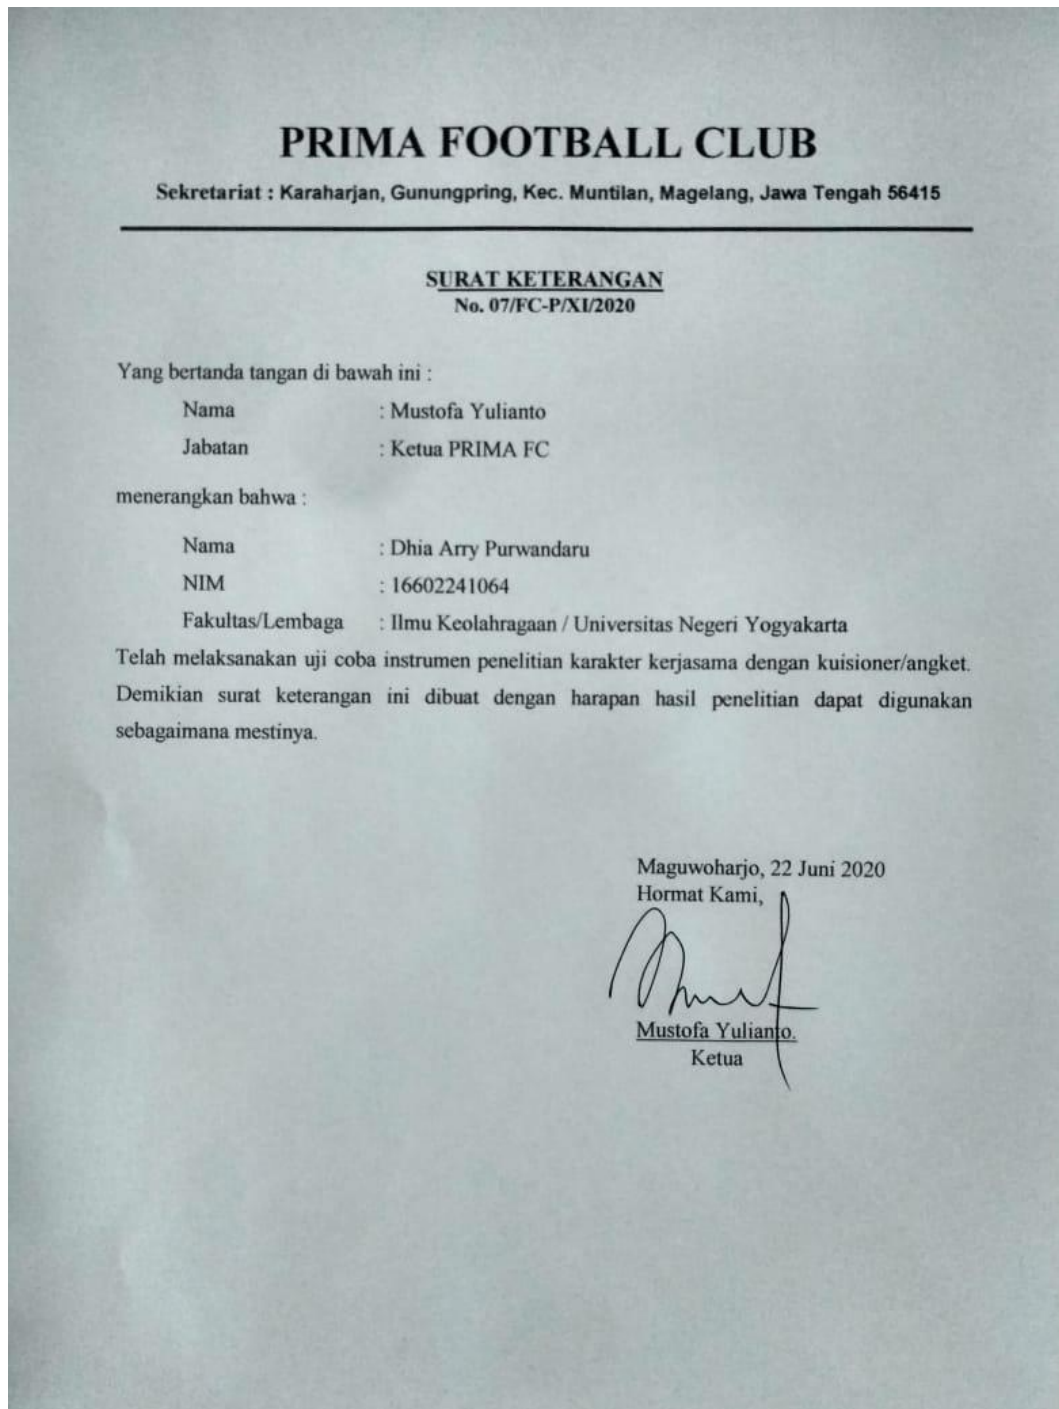 PRIMA FOOTBALL CLUB
Sekretariat : Karaharjan, Gunungpring, Kec. Muntilan, Magelang, Jawa Tengah 56415
SURAT KETERANGAN
No. 07/FC-P/XI/2020
Yang bertanda tangan di bawah ini :
Nama : Mustofa Yulianto
Jabatan : Ketua PRIMA FC
menerangkan bahwa :
Nama : Dhia Arry Purwandaru
NIM : 16602241064
Fakultas/Lembaga : Ilmu Keolahragaan / Universitas Negeri Yogyakarta
Telah melaksanakan uji coba instrumen penelitian karakter kerjasama dengan kuisioner/angket.
Demikian surat keterangan ini dibuat dengan harapan hasil penelitian dapat digunakan
sebagaimana mestinya.
Maguwoharjo, 22 Juni 2020
Hormat Kami,
Mustofa Yulianto.
Ketua